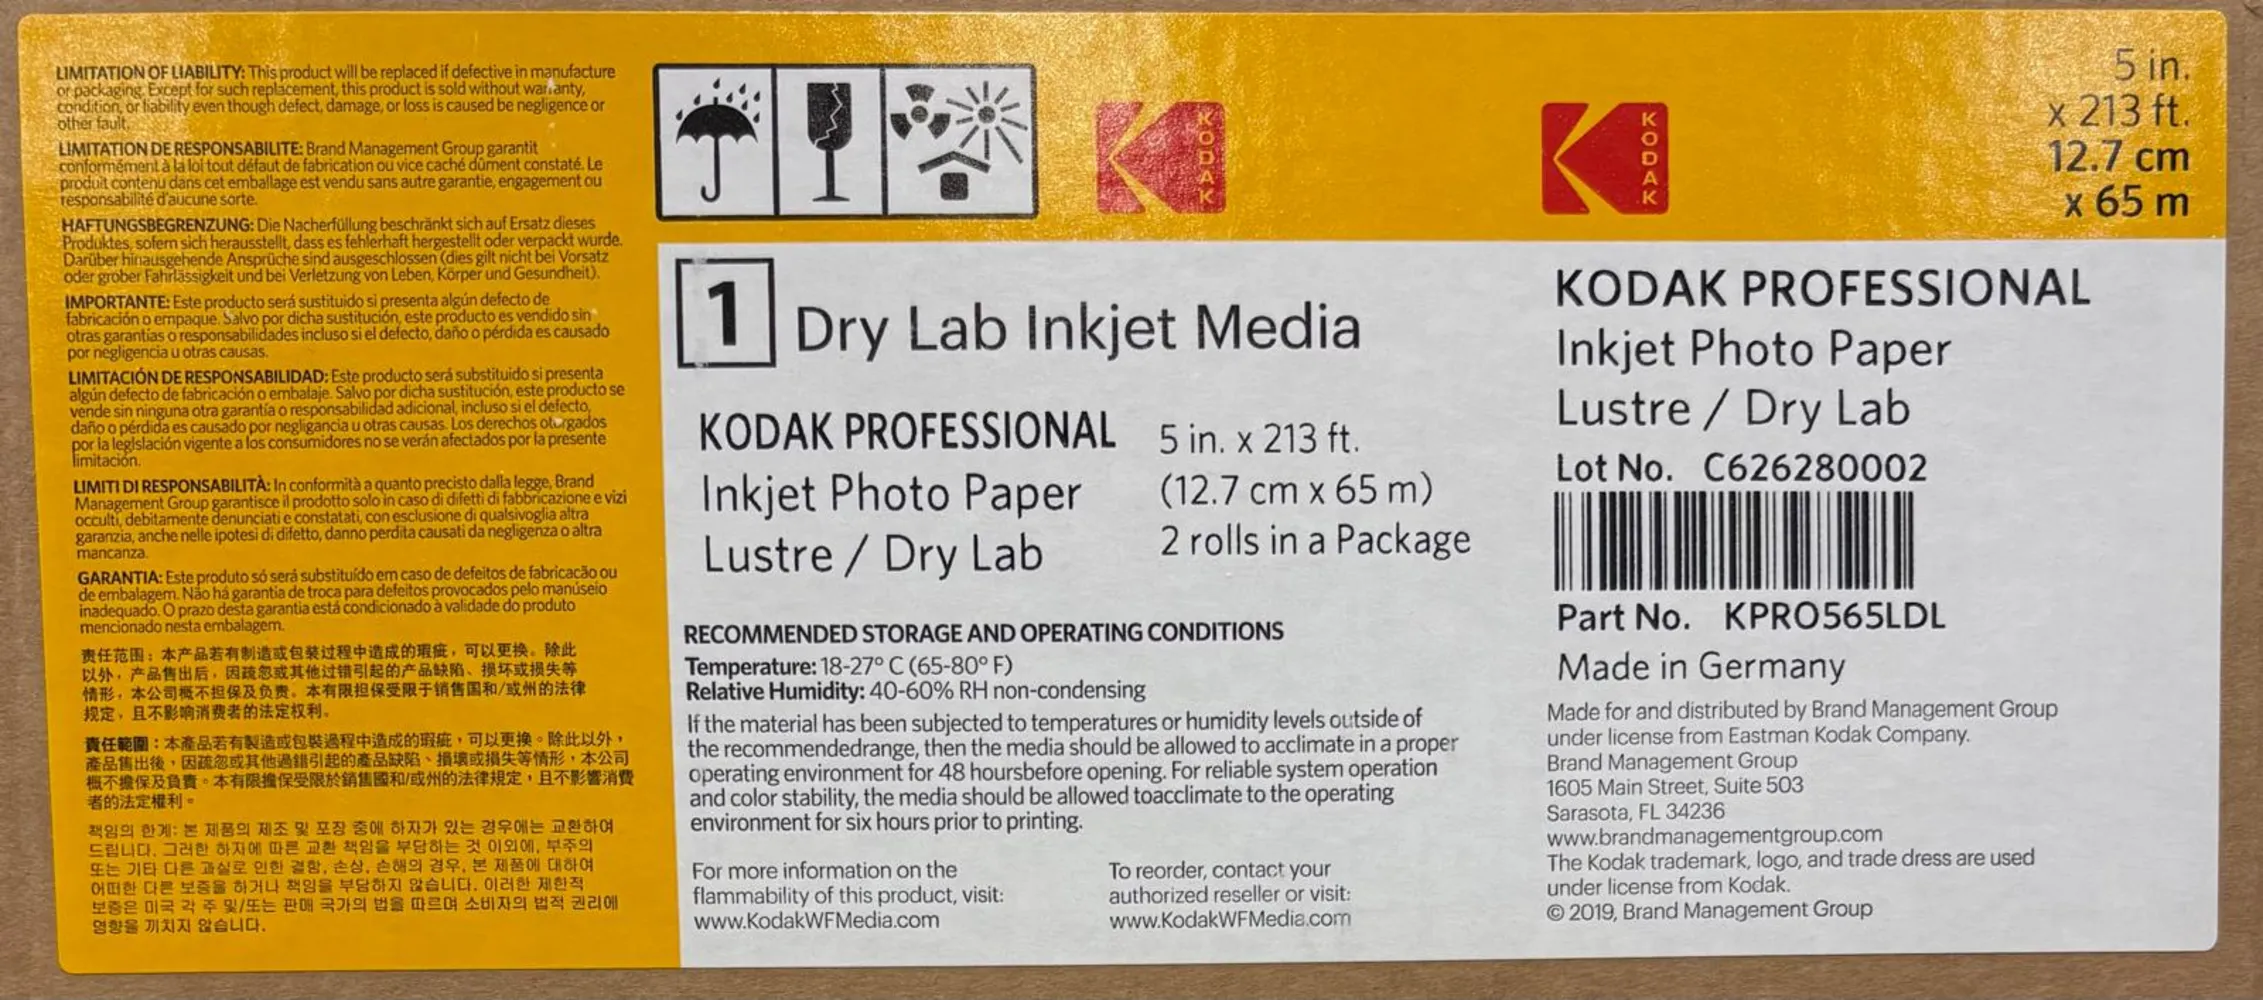 LIMITATION OF LIABILITY: This product will be replaced if defective in manufacture
or packaging. Except for such replacement, this product is sold without warranty,
condition, or liability even though defect, damage, or loss is caused by negligence or
other fault.
LIMITATION DE RESPONSABILITE: Brand Management Group garantit
conformément à la loi tout défaut de fabrication ou vice caché dûment constaté. Le
produit contenu dans cet emballage est vendu sans autre garantie, engagement ou
responsabilité d'aucune sorte.
HAFTUNGSBEGRENZUNG: Die Nacherfüllung beschränkt sich auf Ersatz dieses
Produktes, sofern sich herausstellt, dass es fehlerhaft hergestellt oder verpackt wurde.
Darüber hinausgehende Ansprüche sind ausgeschlossen (dies gilt nicht bei Vorsatz
oder grober Fahrlässigkeit und bei Verletzung von Leben, Körper und Gesundheit).
IMPORTANTE: Este producto será sustituido si presenta algún defecto de
fabricación o empaque. Salvo por dicha sustitución, este producto es vendido sin
otras garantías o responsabilidades incluso si el defecto, daño o pérdida es causado
por negligencia u otras causas.
LIMITACIÓN DE RESPONSABILIDAD: Este producto será substituido si presenta
algún defecto de fabricación o embalaje. Salvo por dicha sustitución, este producto se
vende sin ninguna otra garantía o responsabilidad adicional, incluso si el defecto,
daño o pérdida es causado por negligancia u otras causas. Los derechos otorgados
por la legislación vigente a los consumidores no se verán afectados por la presente
limitación.
LIMITI DI RESPONSABILITÀ: In conformità a quanto precisto dalla legge, Brand
Management Group garantisce il prodotto solo in caso di difetti di fabbricazione e vizi
occulti, debitamente denunciati e constatati, con esclusione di qualsivoglia altra
garanzia, anche nelle ipotesi di difetto, danno perdita causati da negligenza o altra
mancanza.
GARANTIA: Este produto só será substituído em caso de defeitos de fabricacão ou
de embalagem. Não há garantia de troca para defeitos provocados pelo manúseio
inadequado. O prazo desta garantia está condicionado à validade do produto
mencionado nesta embalagem.
责任范围：本产品若有制造或包装过程中造成的瑕疵，可以更换。除此
以外，产品售出后，因疏忽或其他过错引起的产品缺陷、损坏或损失等
情形，本公司概不担保及负责。本有限担保受限于销售国和/或州的法律
规定，且不影响消费者的法定权利。
責任範圍：本產品若有製造或包裝過程中造成的瑕疵，可以更換。除此以外，
產品售出後，因疏忽或其他過錯引起的產品缺陷、損壞或損失等情形，本公司
概不擔保及負責。本有限擔保受限於銷售國和/或州的法律規定，且不影響消費
者的法定權利。
책임의 한계: 본 제품의 제조 및 포장 중에 하자가 있는 경우에는 교환하여
드립니다. 그러한 하자에 따른 교환 책임을 부담하는 것 이외에, 부주의
또는 기타 다른 과실로 인한 결함, 손상, 손해의 경우, 본 제품에 대하여
어떠한 다른 보증을 하거나 책임을 부담하지 않습니다. 이러한 제한적
보증은 미국 각 주 및/또는 판매 국가의 법을 따르며 소비자의 법적 권리에
영향을 끼치지 않습니다.
KODAK
1 Dry Lab Inkjet Media
KODAK PROFESSIONAL
Inkjet Photo Paper
Lustre / Dry Lab
5 in. x 213 ft.
(12.7 cm x 65 m)
2 rolls in a Package
RECOMMENDED STORAGE AND OPERATING CONDITIONS
Temperature: 18-27° C (65-80° F)
Relative Humidity: 40-60% RH non-condensing
If the material has been subjected to temperatures or humidity levels outside of
the recommendedrange, then the media should be allowed to acclimate in a proper
operating environment for 48 hoursbefore opening. For reliable system operation
and color stability, the media should be allowed toacclimate to the operating
environment for six hours prior to printing.
For more information on the
flammability of this product, visit:
www.KodakWFMedia.com
To reorder, contact your
authorized reseller or visit:
www.KodakWFMedia.com
KODAK
5 in.
x 213 ft.
12.7 cm
x 65 m
KODAK PROFESSIONAL
Inkjet Photo Paper
Lustre / Dry Lab
Lot No. C626280002
Part No. KPRO565LDL
Made in Germany
Made for and distributed by Brand Management Group
under license from Eastman Kodak Company.
Brand Management Group
1605 Main Street, Suite 503
Sarasota, FL 34236
www.brandmanagementgroup.com
The Kodak trademark, logo, and trade dress are used
under license from Kodak.
© 2019, Brand Management Group